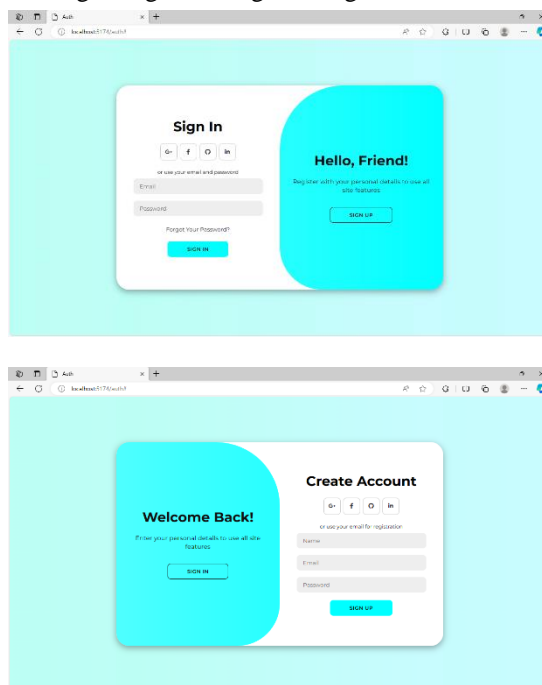 Auth
localhost:5174/auth#
Sign In
G+ f in
or use your email and password
Email
Password
Forgot Your Password?
SIGN IN
Hello, Friend!
Register with your personal details to use all
site features
SIGN UP
Auth
localhost:5174/auth#
Welcome Back!
Enter your personal details to use all site
features
SIGN IN
Create Account
G+ f in
or use your email for registration
Name
Email
Password
SIGN UP